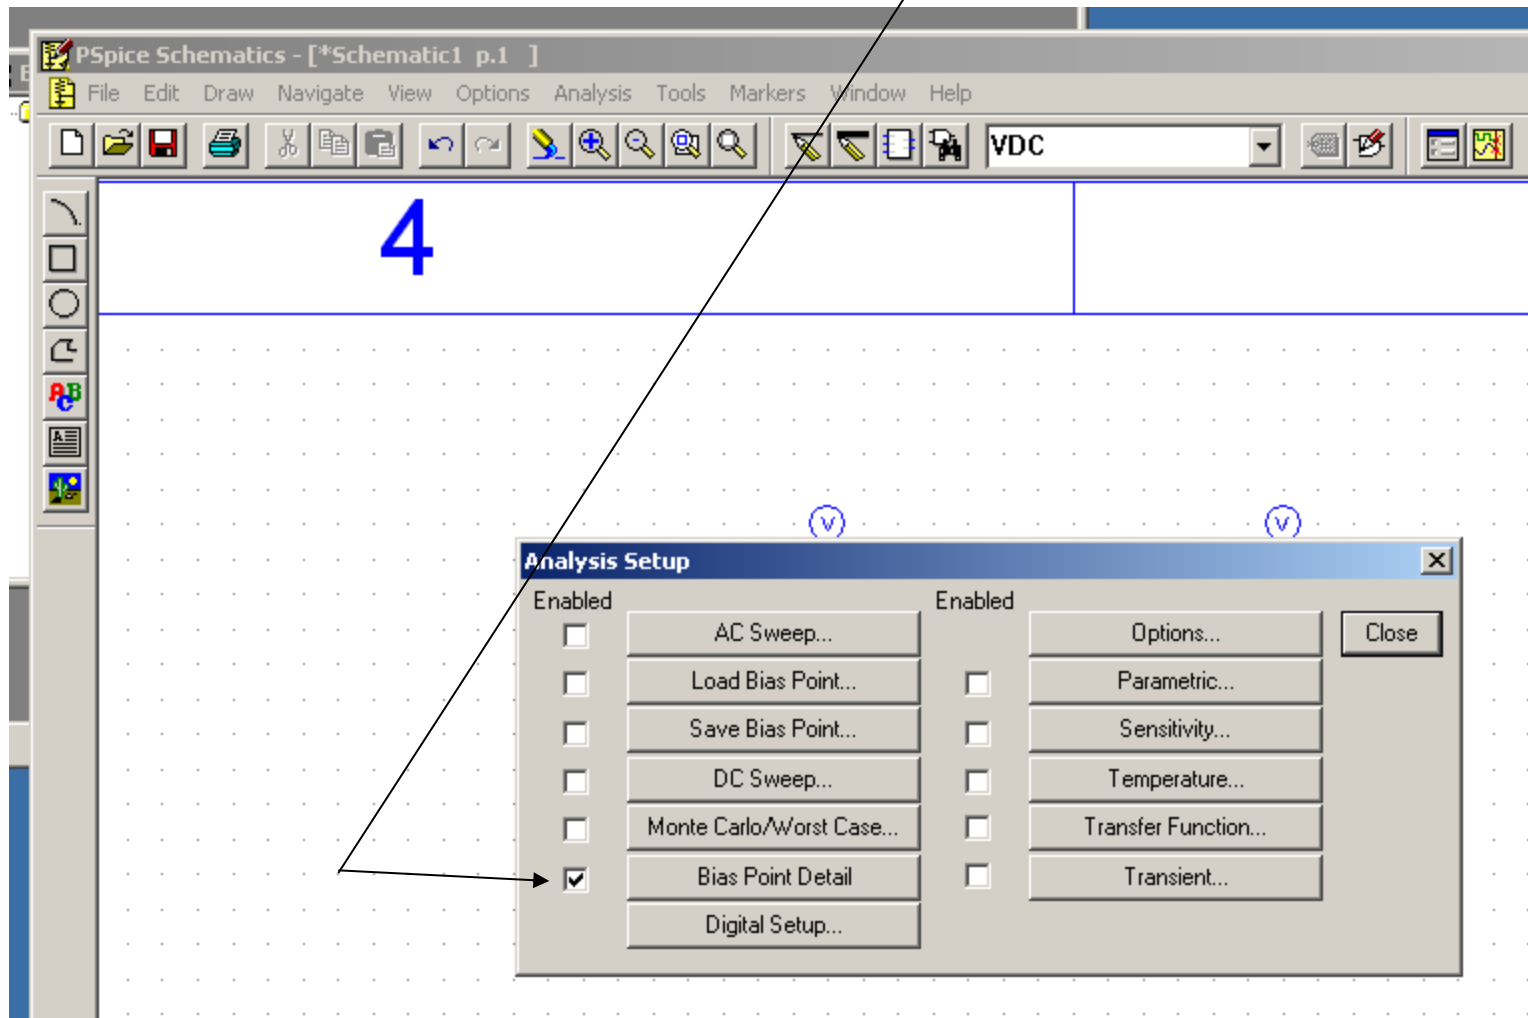 PSpice Schematics - [*Schematic1 p.1 ]
File Edit Draw Navigate View Options Analysis Tools Markers Window Help
VDC
4
ABC
A
V V
Analysis Setup
Enabled Enabled
AC Sweep... Options... Close
Load Bias Point... Parametric...
Save Bias Point... Sensitivity...
DC Sweep... Temperature...
Monte Carlo/Worst Case... Transfer Function...
Bias Point Detail Transient...
Digital Setup...